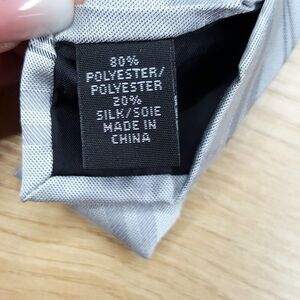 80%
POLYESTER/
POLYESTER
20%
SILK/SOIE
MADE IN
CHINA